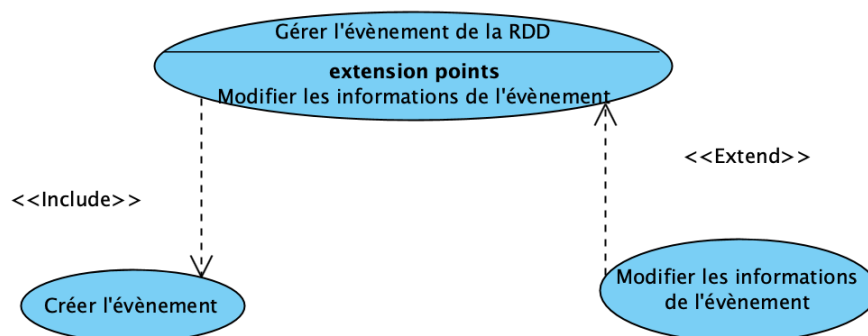 Gérer l'évènement de la RDD
extension points
Modifier les informations de l'évènement
<<Extend>>
<<Include>>
Créer l'évènement
Modifier les informations
de l'évènement